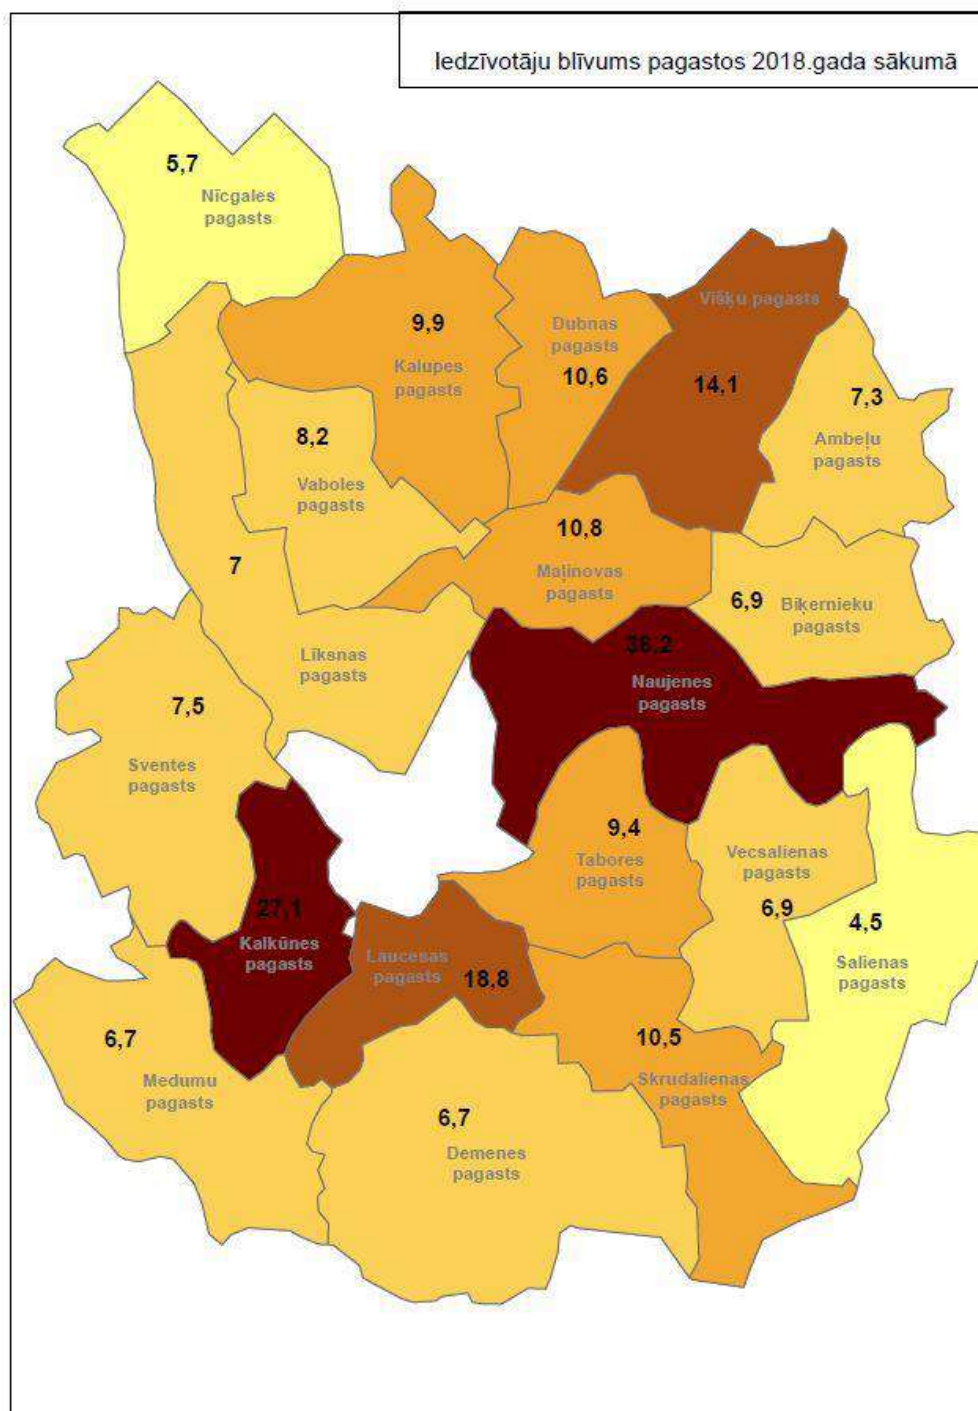 Iedzīvotāju blīvums pagastos 2018.gada sākumā
5,7
Nīcgales
pagasts
9,9
Kalupes
pagasts
Dubnas
pagasts
10,6
Višķu pagasts
14,1
7,3
Ambeļu
pagasts
8,2
Vaboles
pagasts
10,8
Maļinovas
pagasts
7
Līksnas
pagasts
6,9
Biķernieku
pagasts
38,2
Naujenes
pagasts
7,5
Sventes
pagasts
9,4
Tabores
pagasts
Vecsalienas
pagasts
6,9
4,5
Salienas
pagasts
27,1
Kalkūnes
pagasts
Laucesas
pagasts
18,8
6,7
Medumu
pagasts
10,5
Skrudalienas
pagasts
6,7
Demenes
pagasts